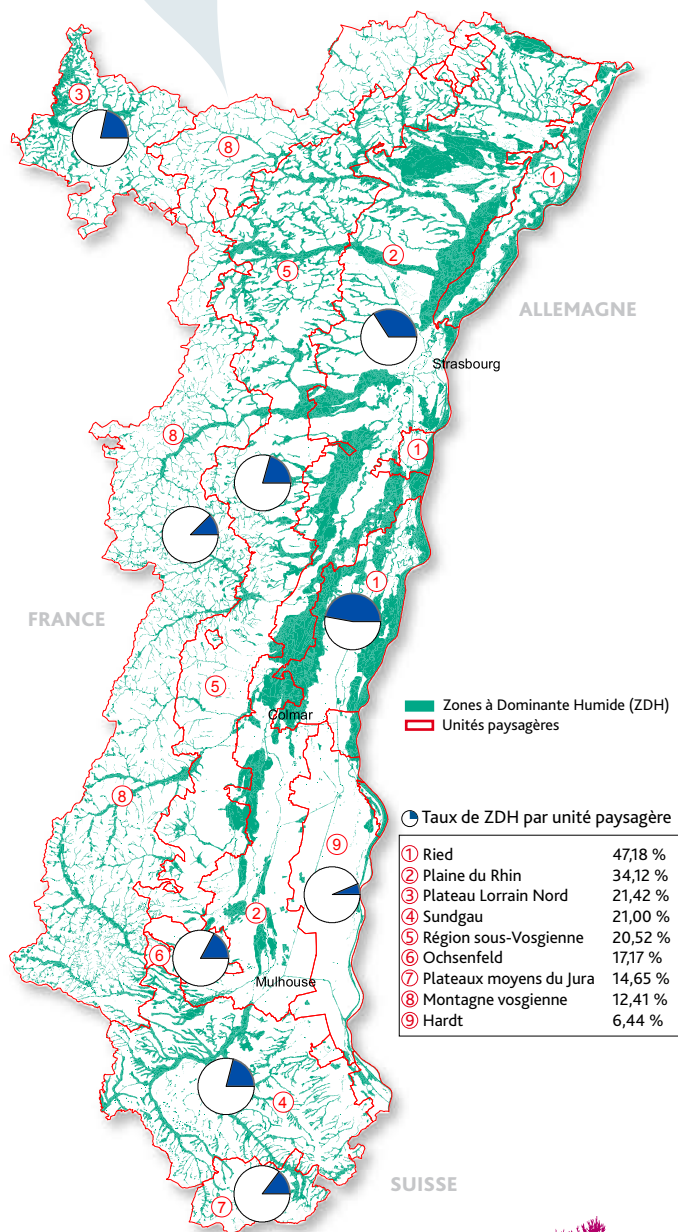 3
8
1
2
5
ALLEMAGNE
Strasbourg
8
1
1
FRANCE
5
Zones à Dominante Humide (ZDH)
Unités paysagères
Colmar
8
Taux de ZDH par unité paysagère
9
1 Ried 47,18 %
2 Plaine du Rhin 34,12 %
3 Plateau Lorrain Nord 21,42 %
4 Sundgau 21,00 %
5 Région sous-Vosgienne 20,52 %
6 Ochsenfeld 17,17 %
7 Plateaux moyens du Jura 14,65 %
8 Montagne vosgienne 12,41 %
9 Hardt 6,44 %
2
6
Mulhouse
4
SUISSE
7